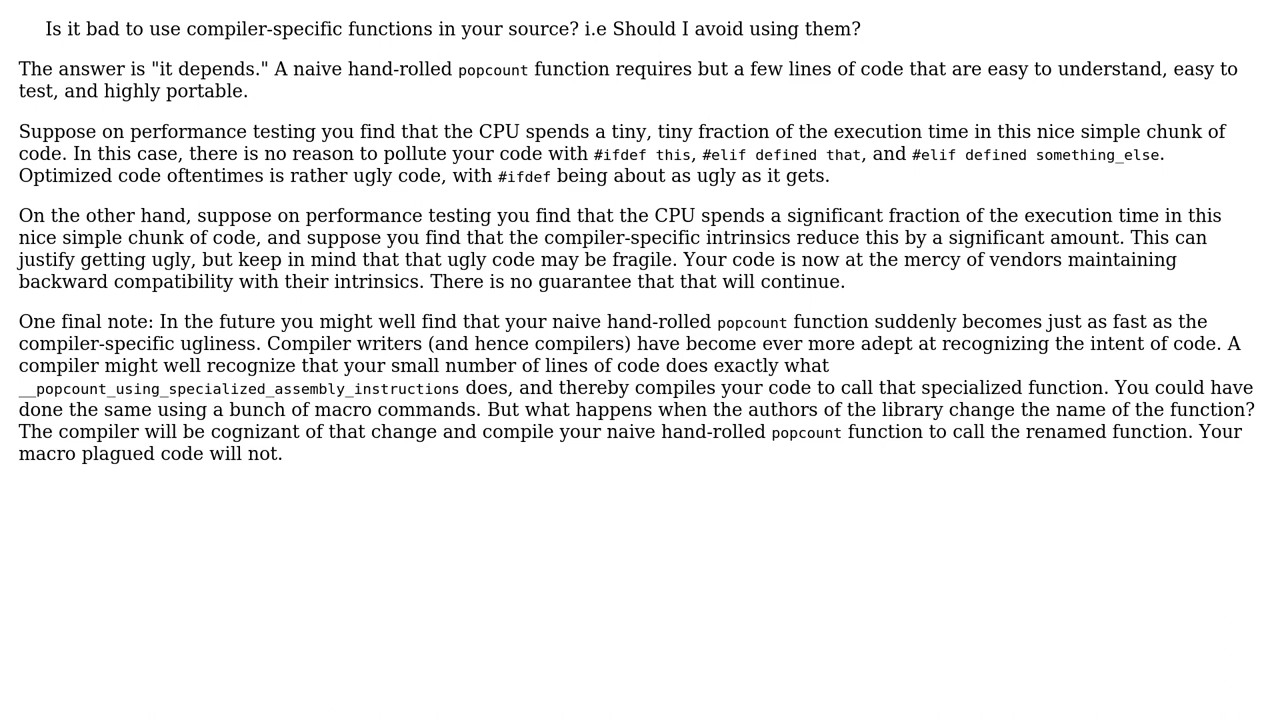 Is it bad to use compiler-specific functions in your source? i.e Should I avoid using them?
The answer is "it depends." A naive hand-rolled popcount function requires but a few lines of code that are easy to understand, easy to
test, and highly portable.
Suppose on performance testing you find that the CPU spends a tiny, tiny fraction of the execution time in this nice simple chunk of
code. In this case, there is no reason to pollute your code with #ifdef this, #elif defined that, and #elif defined something_else.
Optimized code oftentimes is rather ugly code, with #ifdef being about as ugly as it gets.
On the other hand, suppose on performance testing you find that the CPU spends a significant fraction of the execution time in this
nice simple chunk of code, and suppose you find that the compiler-specific intrinsics reduce this by a significant amount. This can
justify getting ugly, but keep in mind that that ugly code may be fragile. Your code is now at the mercy of vendors maintaining
backward compatibility with their intrinsics. There is no guarantee that that will continue.
One final note: In the future you might well find that your naive hand-rolled popcount function suddenly becomes just as fast as the
compiler-specific ugliness. Compiler writers (and hence compilers) have become ever more adept at recognizing the intent of code. A
compiler might well recognize that your small number of lines of code does exactly what
__popcount_using_specialized_assembly_instructions does, and thereby compiles your code to call that specialized function. You could have
done the same using a bunch of macro commands. But what happens when the authors of the library change the name of the function?
The compiler will be cognizant of that change and compile your naive hand-rolled popcount function to call the renamed function. Your
macro plagued code will not.